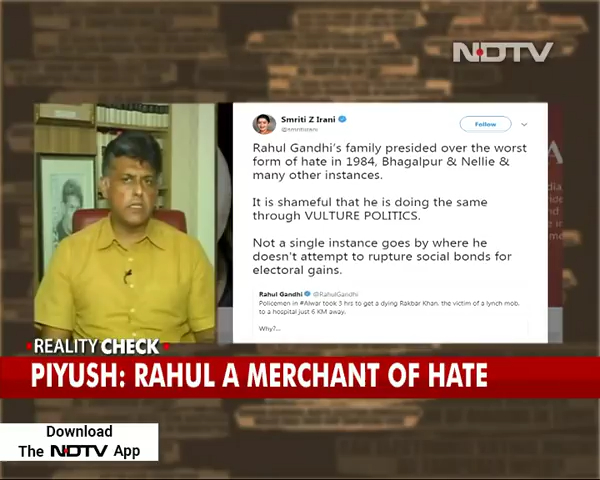 NDTV
Smriti Z Irani
@smritiirani
Follow
Rahul Gandhi's family presided over the worst
form of hate in 1984, Bhagalpur & Nellie &
many other instances.
It is shameful that he is doing the same
through VULTURE POLITICS.
Not a single instance goes by where he
doesn't attempt to rupture social bonds for
electoral gains.
Rahul Gandhi @RahulGandhi
Policemen in #Alwar took 3 hrs to get a dying Rakbar Khan, the victim of a lynch mob,
to a hospital just 6 KM away.
Why?...
REALITY CHECK
PIYUSH: RAHUL A MERCHANT OF HATE
Download
The NDTV App